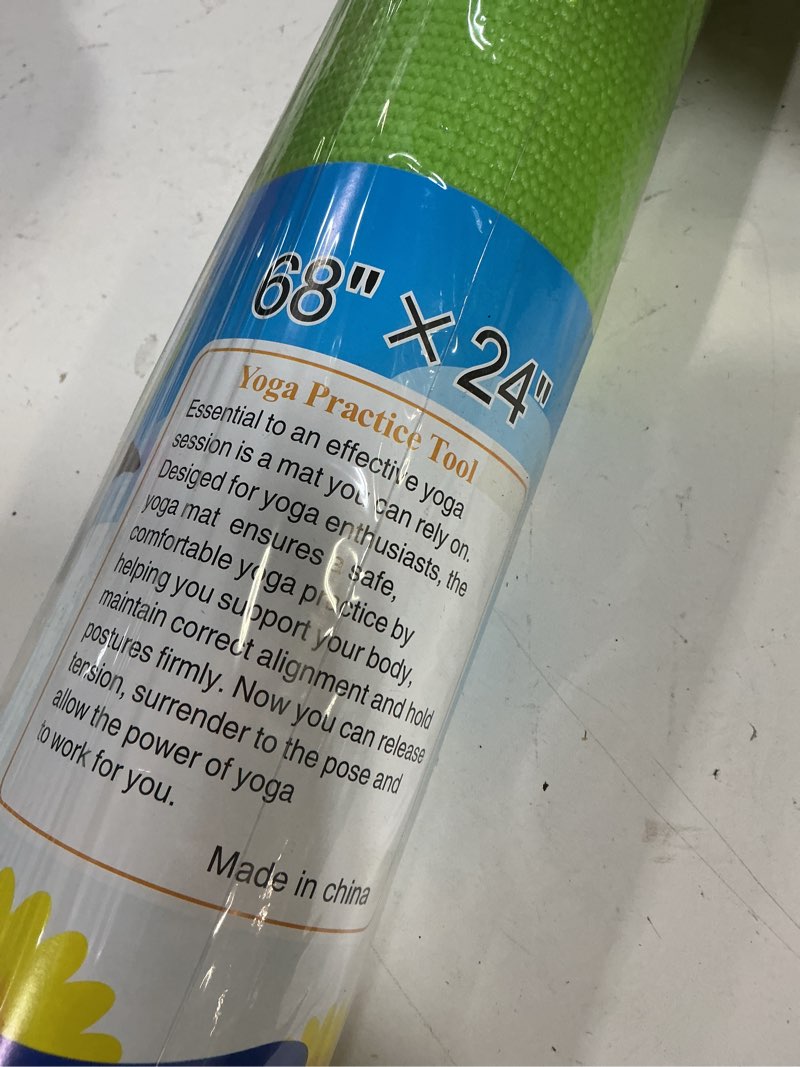 68" × 24"
Yoga Practice Tool
Essential to an effective yoga
session is a mat you can rely on.
Desiged for yoga enthusiasts, the
yoga mat ensures a safe,
comfortable yoga practice by
helping you support your body,
maintain correct alignment and hold
postures firmly. Now you can release
tension, surrender to the pose and
allow the power of yoga
to work for you.
Made in china